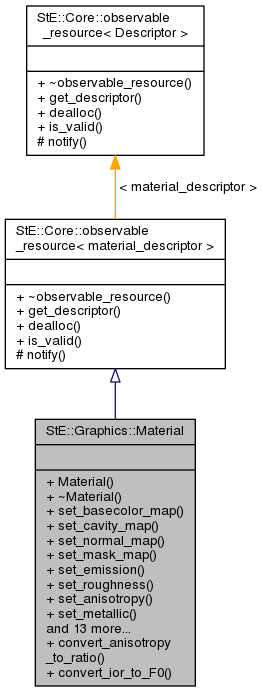 StE::Core::observable
_resource< Descriptor >
+ ~observable_resource()
+ get_descriptor()
+ dealloc()
+ is_valid()
# notify()
< material_descriptor >
StE::Core::observable
_resource< material_descriptor >
+ ~observable_resource()
+ get_descriptor()
+ dealloc()
+ is_valid()
# notify()
StE::Graphics::Material
+ Material()
+ ~Material()
+ set_basecolor_map()
+ set_cavity_map()
+ set_normal_map()
+ set_mask_map()
+ set_emission()
+ set_roughness()
+ set_anisotropy()
+ set_metallic()
and 13 more...
+ convert_anisotropy
_to_ratio()
+ convert_ior_to_F0()